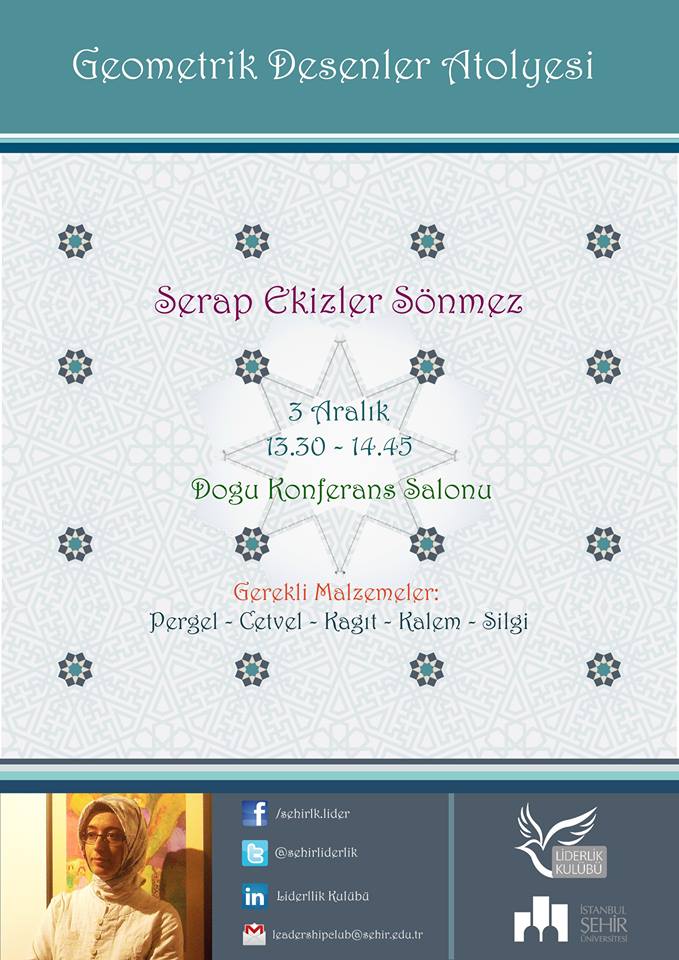 Geometrik Desenler Atolyesi
Serap Ekizler Sönmez
3 Aralık
13.30 - 14.45
Dogu Konferans Salonu
Gerekli Malzemeler:
Pergel - Cetvel - Kagıt - Kalem - Silgi
/sehirlk.lider
@sehirliderlik
Liderllik Kulübü
leadershipclub@sehir.edu.tr
LİDERLİK
KULÜBÜ
İSTANBUL
ŞEHİR
ÜNİVERSİTESİ